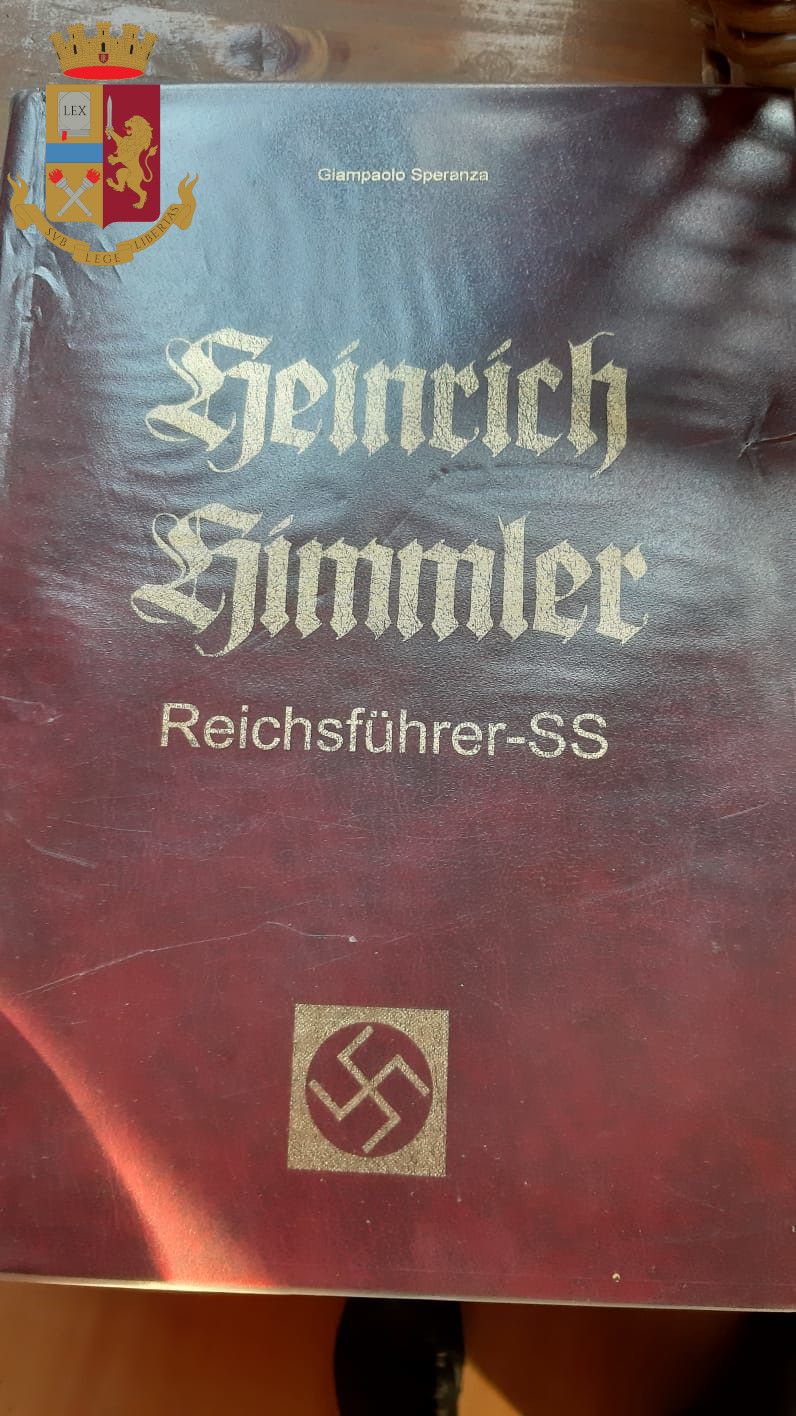 LEX
SVB LEGE LIBERTAS
Giampaolo Speranza
Heinrich
Himmler
Reichsführer-SS